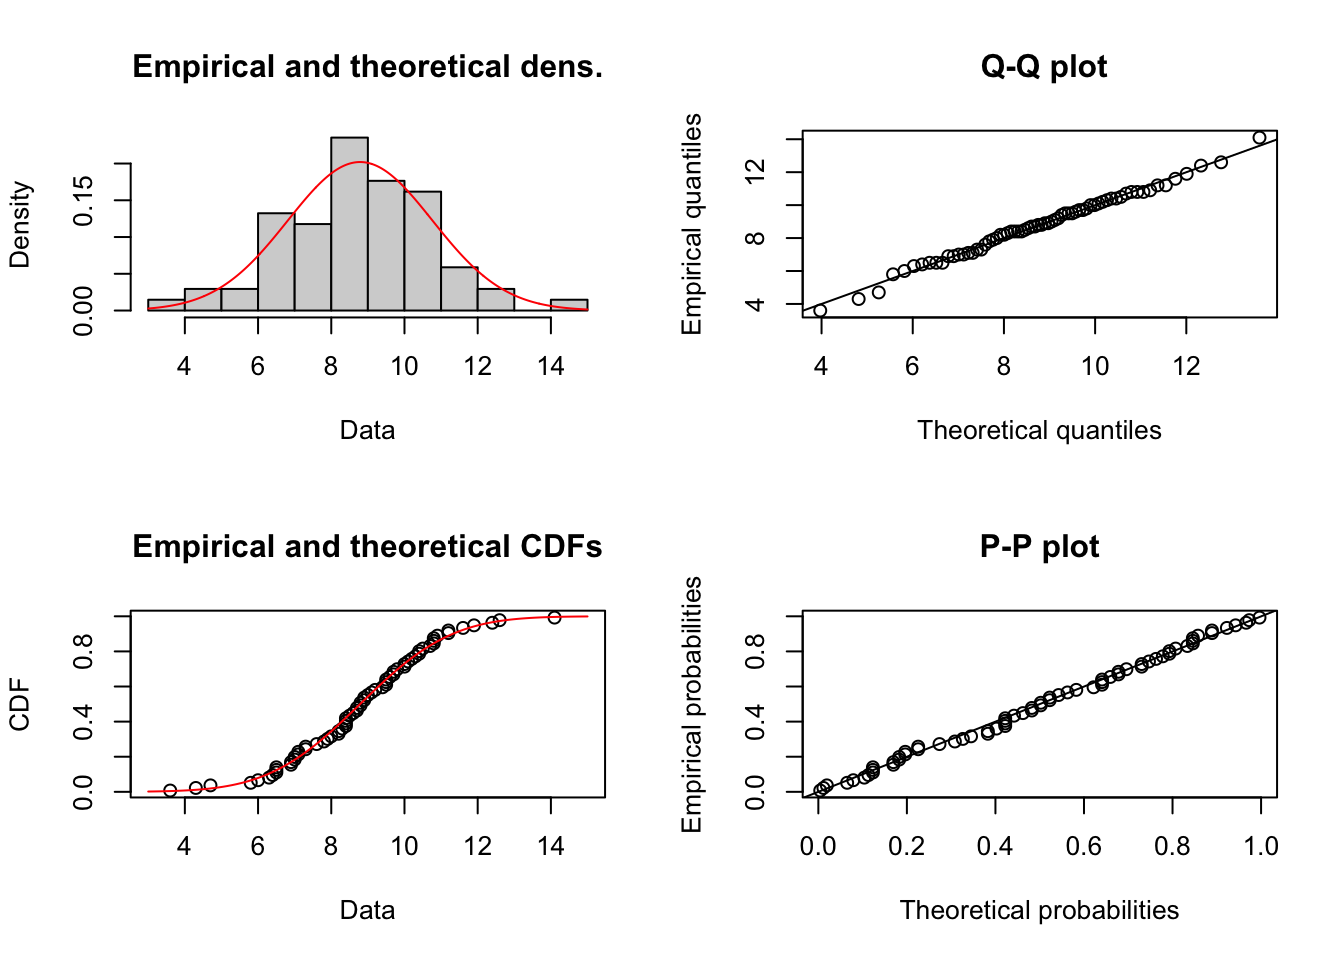 Empirical and theoretical dens.
Density
0.00 0.15
4 6 8 10 12 14
Data
Q-Q plot
Empirical quantiles
4 8 12
4 6 8 10 12
Theoretical quantiles
Empirical and theoretical CDFs
CDF
0.0 0.4 0.8
4 6 8 10 12 14
Data
P-P plot
Empirical probabilities
0.0 0.4 0.8
0.0 0.2 0.4 0.6 0.8 1.0
Theoretical probabilities